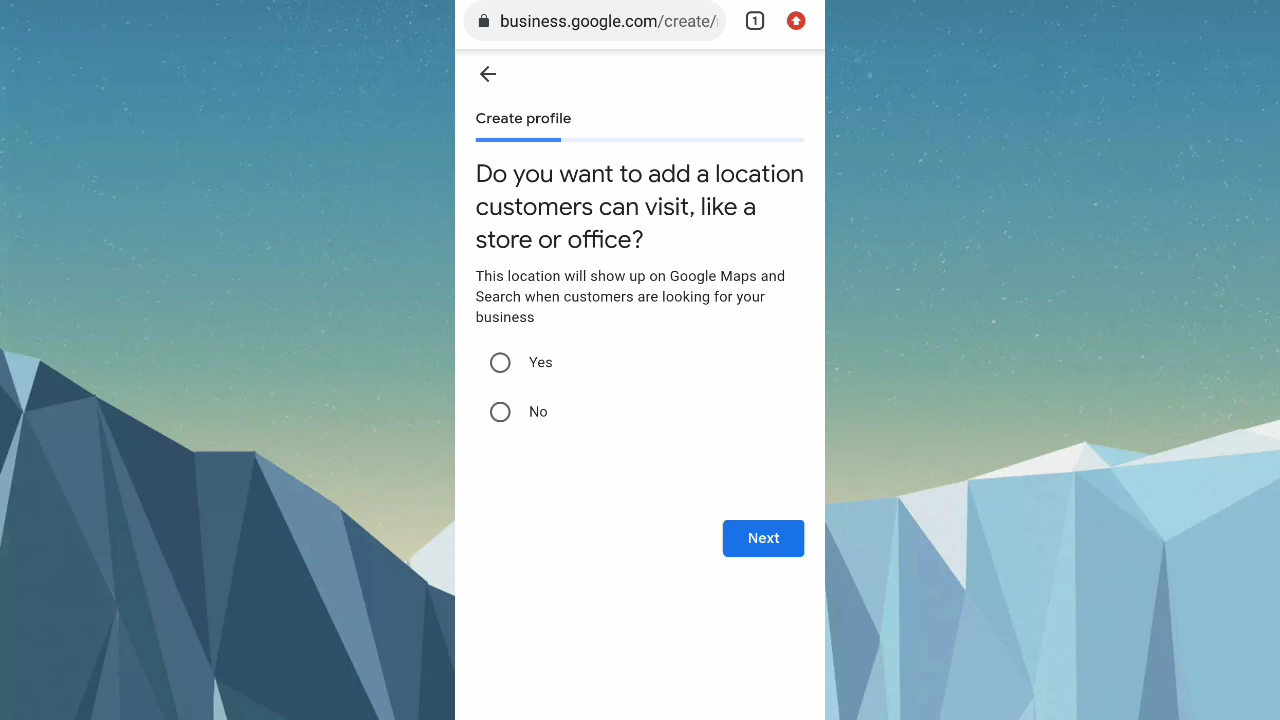 business.google.com/create/
1
Create profile
Do you want to add a location
customers can visit, like a
store or office?
This location will show up on Google Maps and
Search when customers are looking for your
business
Yes
No
Next